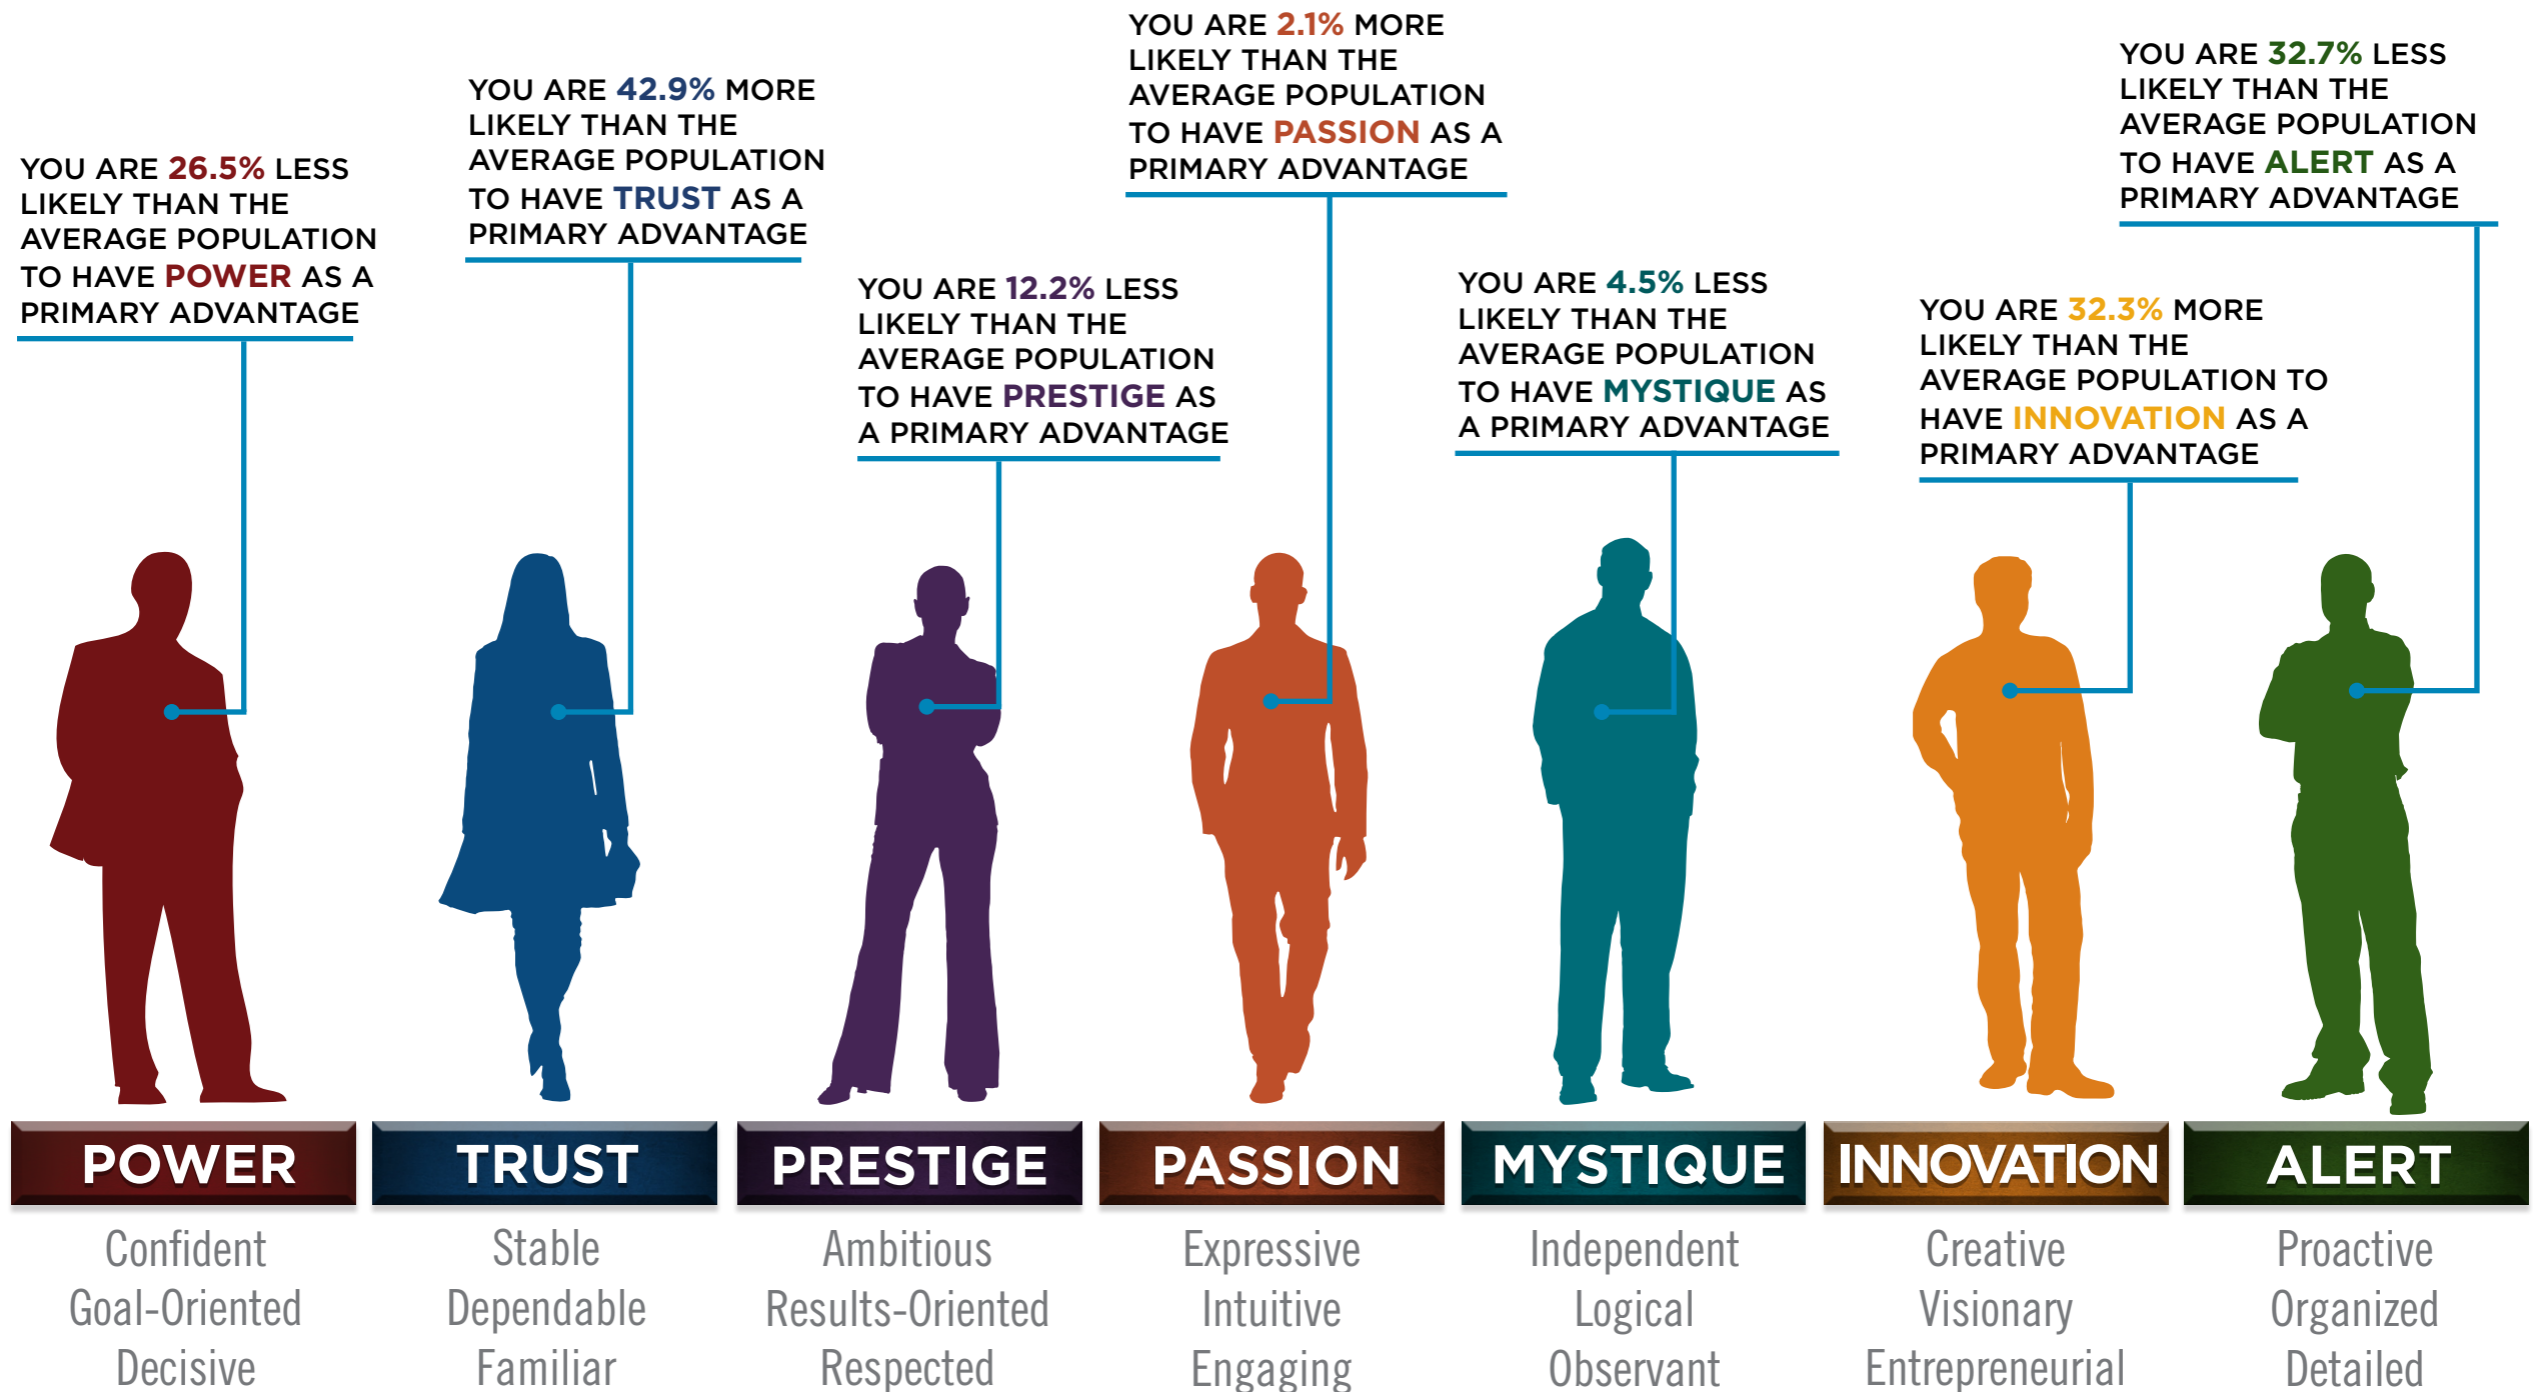 YOU ARE 26.5% LESS
LIKELY THAN THE
AVERAGE POPULATION
TO HAVE POWER AS A
PRIMARY ADVANTAGE
YOU ARE 42.9% MORE
LIKELY THAN THE
AVERAGE POPULATION
TO HAVE TRUST AS A
PRIMARY ADVANTAGE
YOU ARE 12.2% LESS
LIKELY THAN THE
AVERAGE POPULATION
TO HAVE PRESTIGE AS
A PRIMARY ADVANTAGE
YOU ARE 2.1% MORE
LIKELY THAN THE
AVERAGE POPULATION
TO HAVE PASSION AS A
PRIMARY ADVANTAGE
YOU ARE 4.5% LESS
LIKELY THAN THE
AVERAGE POPULATION
TO HAVE MYSTIQUE AS
A PRIMARY ADVANTAGE
YOU ARE 32.3% MORE
LIKELY THAN THE
AVERAGE POPULATION TO
HAVE INNOVATION AS A
PRIMARY ADVANTAGE
YOU ARE 32.7% LESS
LIKELY THAN THE
AVERAGE POPULATION
TO HAVE ALERT AS A
PRIMARY ADVANTAGE
POWER
Confident
Goal-Oriented
Decisive
TRUST
Stable
Dependable
Familiar
PRESTIGE
Ambitious
Results-Oriented
Respected
PASSION
Expressive
Intuitive
Engaging
MYSTIQUE
Independent
Logical
Observant
INNOVATION
Creative
Visionary
Entrepreneurial
ALERT
Proactive
Organized
Detailed